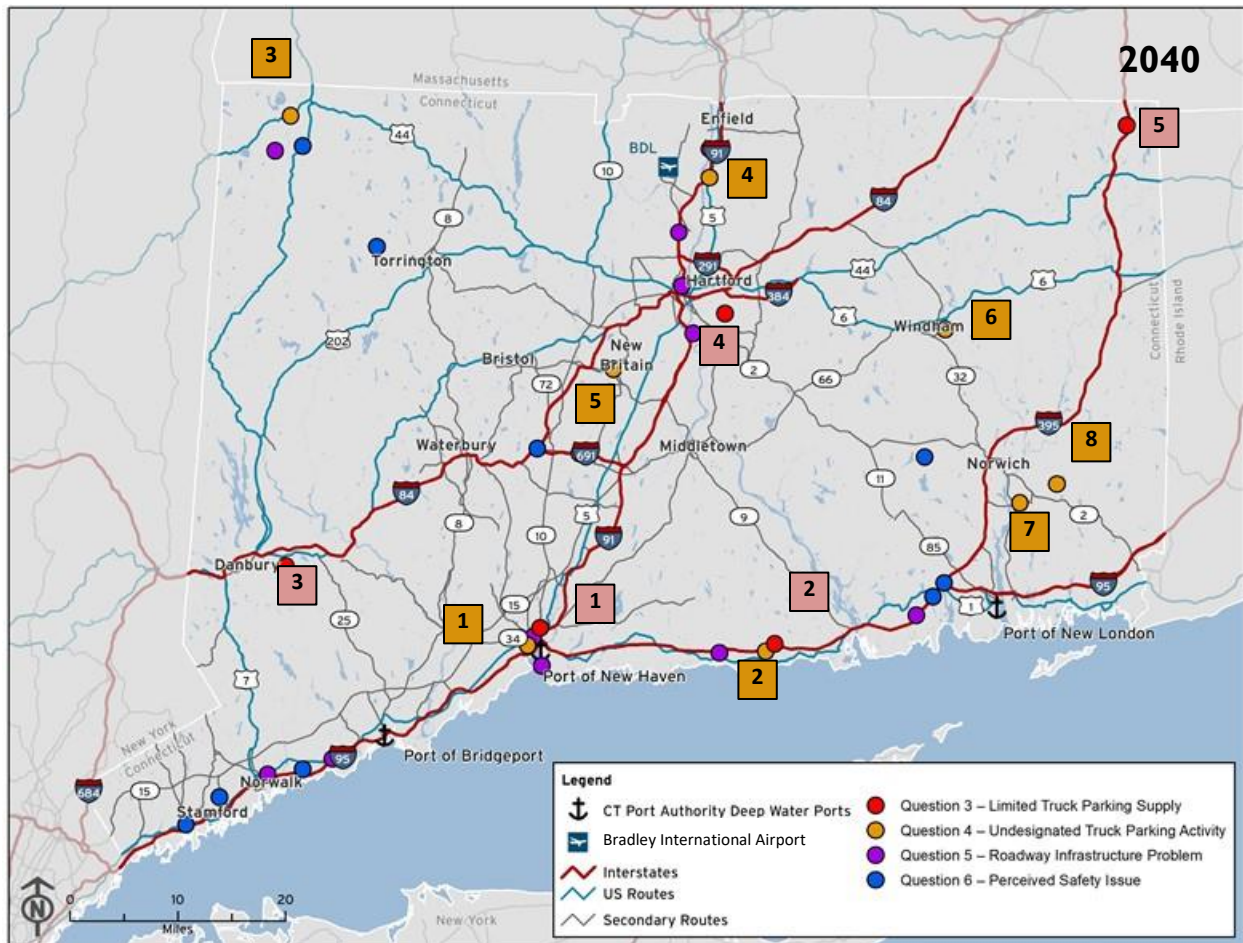 2040
3
Massachusetts
Connecticut
Enfield
5
44
BDL
91
4
10
8
5
84
Torrington
291
Hartford
44
384
6
6
6
Windham
Connecticut
Rhode Island
202
4
Bristol
New
Britain
2
66
32
72
5
395
8
Waterbury
691
Middletown
Norwich
84
11
5
7
2
8
10
9
91
85
Danbury
3
15
1
2
95
25
1
34
1
Port of New London
7
Port of New Haven
2
New York
Connecticut
Port of Bridgeport
95
684
15
Norwalk
Stamford
Legend
CT Port Authority Deep Water Ports
Bradley International Airport
Interstates
US Routes
Secondary Routes
Question 3 – Limited Truck Parking Supply
Question 4 – Undesignated Truck Parking Activity
Question 5 – Roadway Infrastructure Problem
Question 6 – Perceived Safety Issue
N
0 10 20
Miles
New York